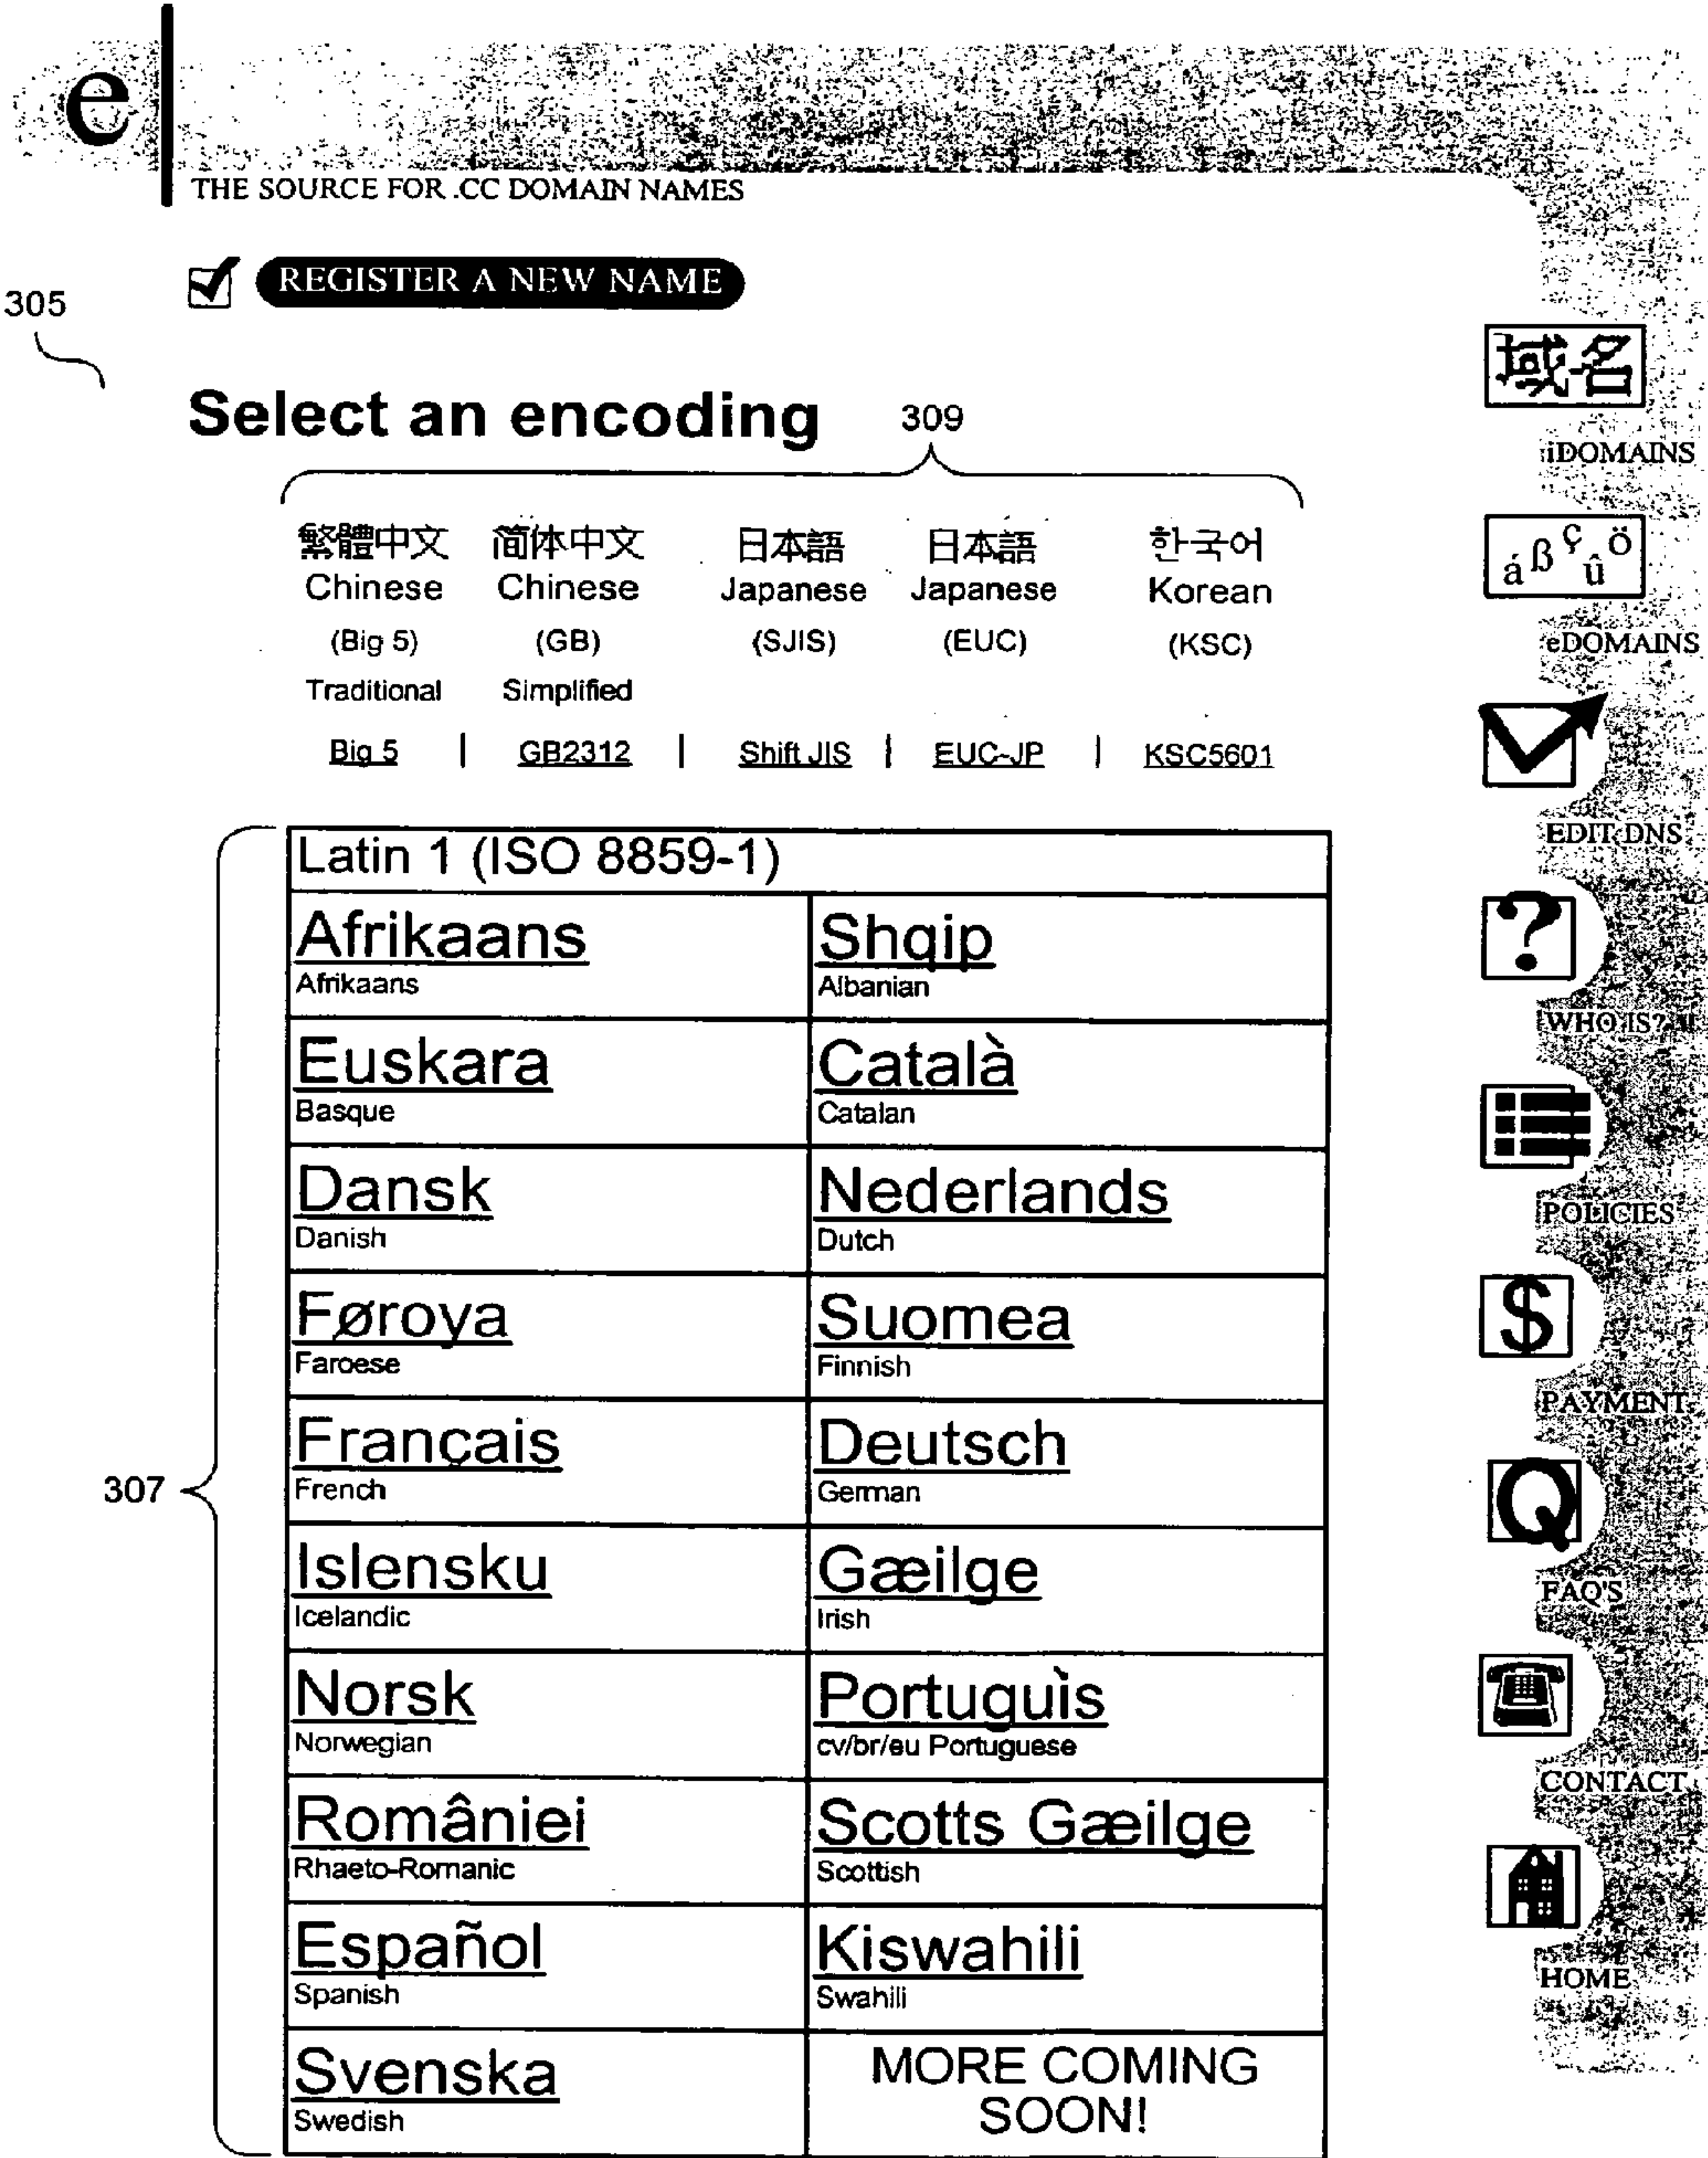 e
THE SOURCE FOR .CC DOMAIN NAMES
REGISTER A NEW NAME
305
Select an encoding
309
繁體中文 简体中文 日本語 日本語 한국어
Chinese Chinese Japanese Japanese Korean
(Big 5) (GB) (SJIS) (EUC) (KSC)
Traditional Simplified
Big 5 | GB2312 | Shift JIS | EUC-JP | KSC5601
307
Latin 1 (ISO 8859-1)
Afrikaans Shqip
Afrikaans Albanian
Euskara Català
Basque Catalan
Dansk Nederlands
Danish Dutch
Føroya Suomea
Faroese Finnish
Français Deutsch
French German
Islensku Gæilge
Icelandic Irish
Norsk Portuguìs
Norwegian cv/br/eu Portuguese
României Scotts Gæilge
Rhaeto-Romanic Scottish
Español Kiswahili
Spanish Swahili
Svenska MORE COMING
Swedish SOON!
域名
iDOMAINS
á ß ç û ö
eDOMAINS
EDIT DNS
?
WHO IS?
POLICIES
$
PAYMENT
Q
FAQ'S
CONTACT
HOME